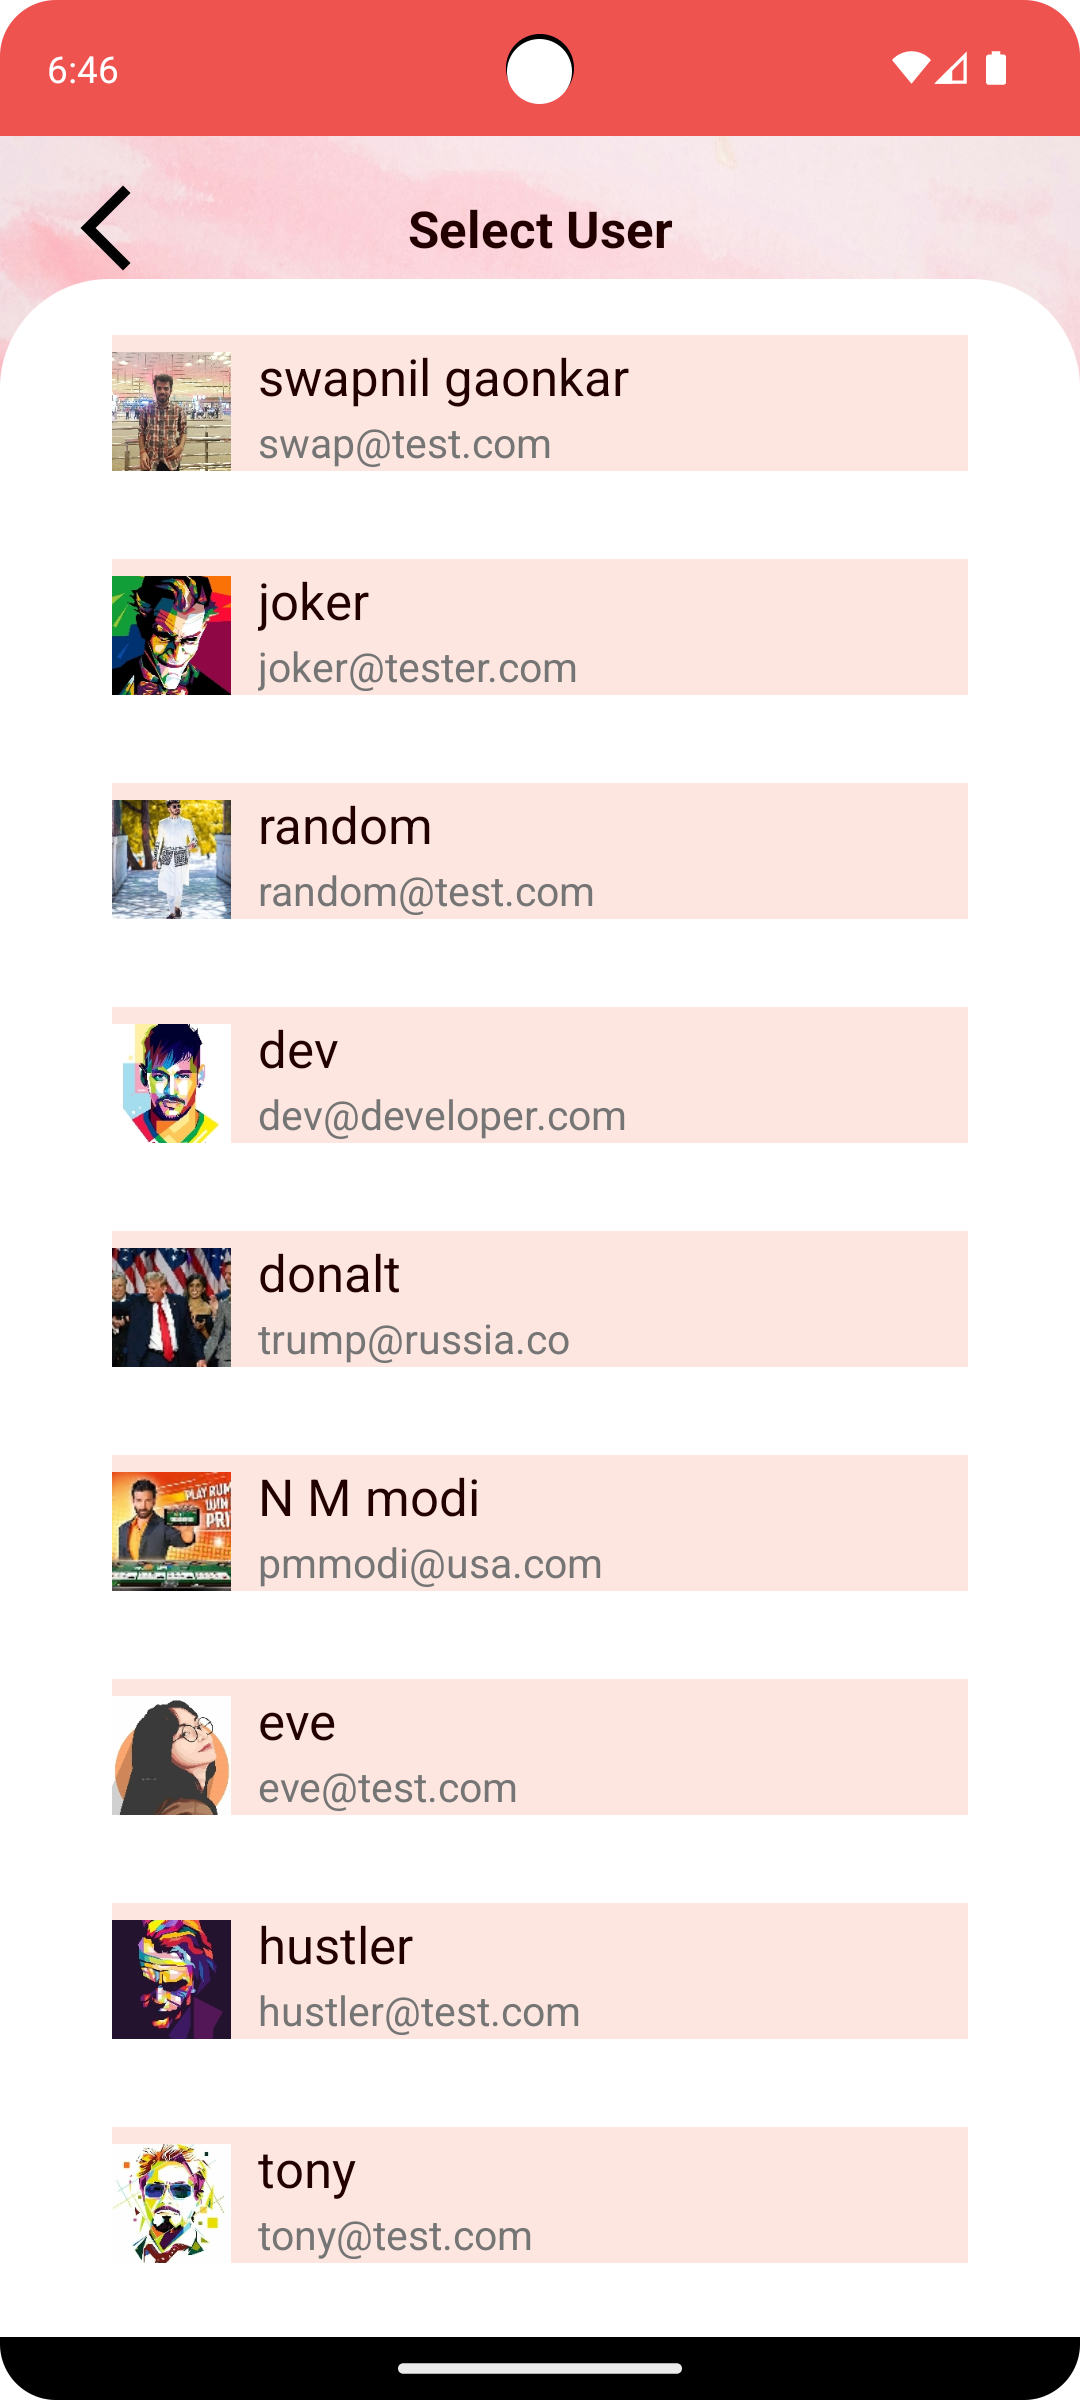 6:46
Select User
swapnil gaonkar
swap@test.com
joker
joker@tester.com
random
random@test.com
dev
dev@developer.com
donalt
trump@russia.co
N M modi
PLAY RUM
WIN
PRI
pmmodi@usa.com
eve
eve@test.com
hustler
hustler@test.com
tony
tony@test.com